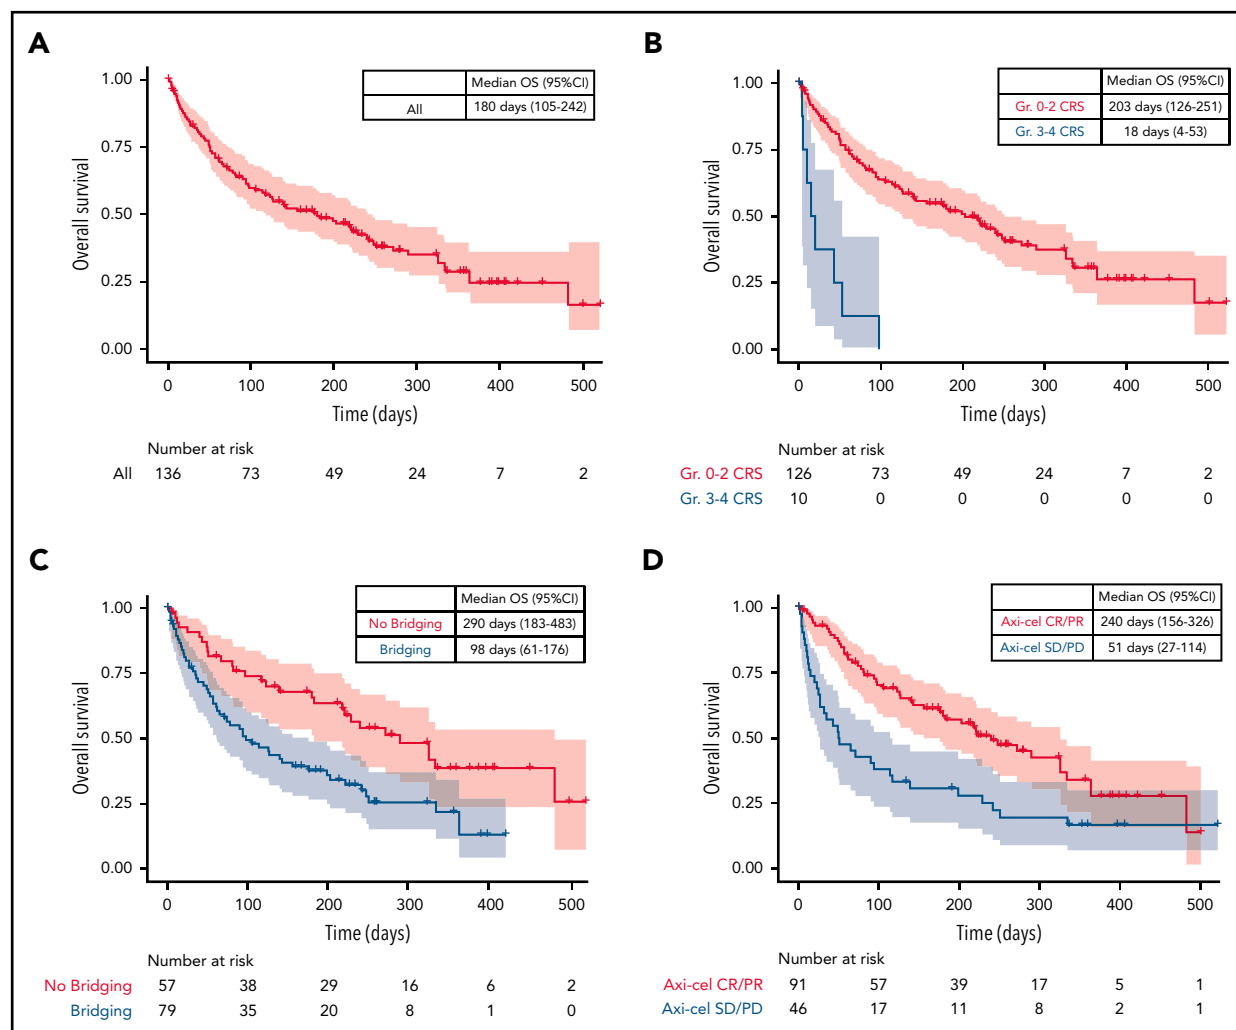 A
Median OS (95%CI)
All 180 days (105-242)
1.00
0.75
0.50
0.25
0.00
Overall survival
0 100 200 300 400 500
Time (days)
Number at risk
All 136 73 49 24 7 2
B
Median OS (95%CI)
Gr. 0-2 CRS 203 days (126-251)
Gr. 3-4 CRS 18 days (4-53)
1.00
0.75
0.50
0.25
0.00
Overall survival
0 100 200 300 400 500
Time (days)
Number at risk
Gr. 0-2 CRS 126 73 49 24 7 2
Gr. 3-4 CRS 10 0 0 0 0 0
C
Median OS (95%CI)
No Bridging 290 days (183-483)
Bridging 98 days (61-176)
1.00
0.75
0.50
0.25
0.00
Overall survival
0 100 200 300 400 500
Time (days)
Number at risk
No Bridging 57 38 29 16 6 2
Bridging 79 35 20 8 1 0
D
Median OS (95%CI)
Axi-cel CR/PR 240 days (156-326)
Axi-cel SD/PD 51 days (27-114)
1.00
0.75
0.50
0.25
0.00
Overall survival
0 100 200 300 400 500
Time (days)
Number at risk
Axi-cel CR/PR 91 57 39 17 5 1
Axi-cel SD/PD 46 17 11 8 2 1